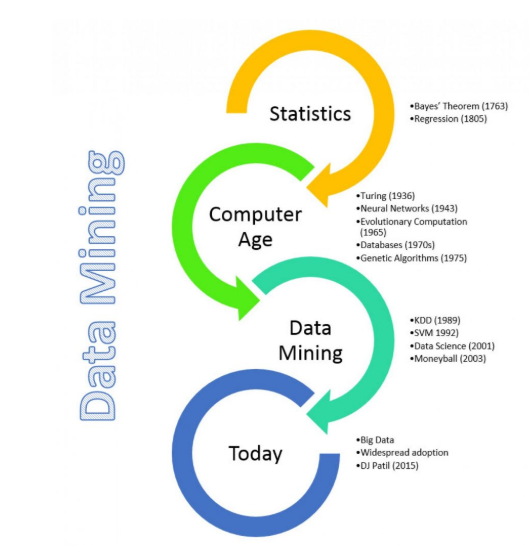 Data Mining
Statistics
•Bayes' Theorem (1763)
•Regression (1805)
Computer
Age
•Turing (1936)
•Neural Networks (1943)
•Evolutionary Computation
(1965)
•Databases (1970s)
•Genetic Algorithms (1975)
Data
Mining
•KDD (1989)
•SVM 1992)
•Data Science (2001)
•Moneyball (2003)
Today
•Big Data
•Widespread adoption
•DJ Patil (2015)